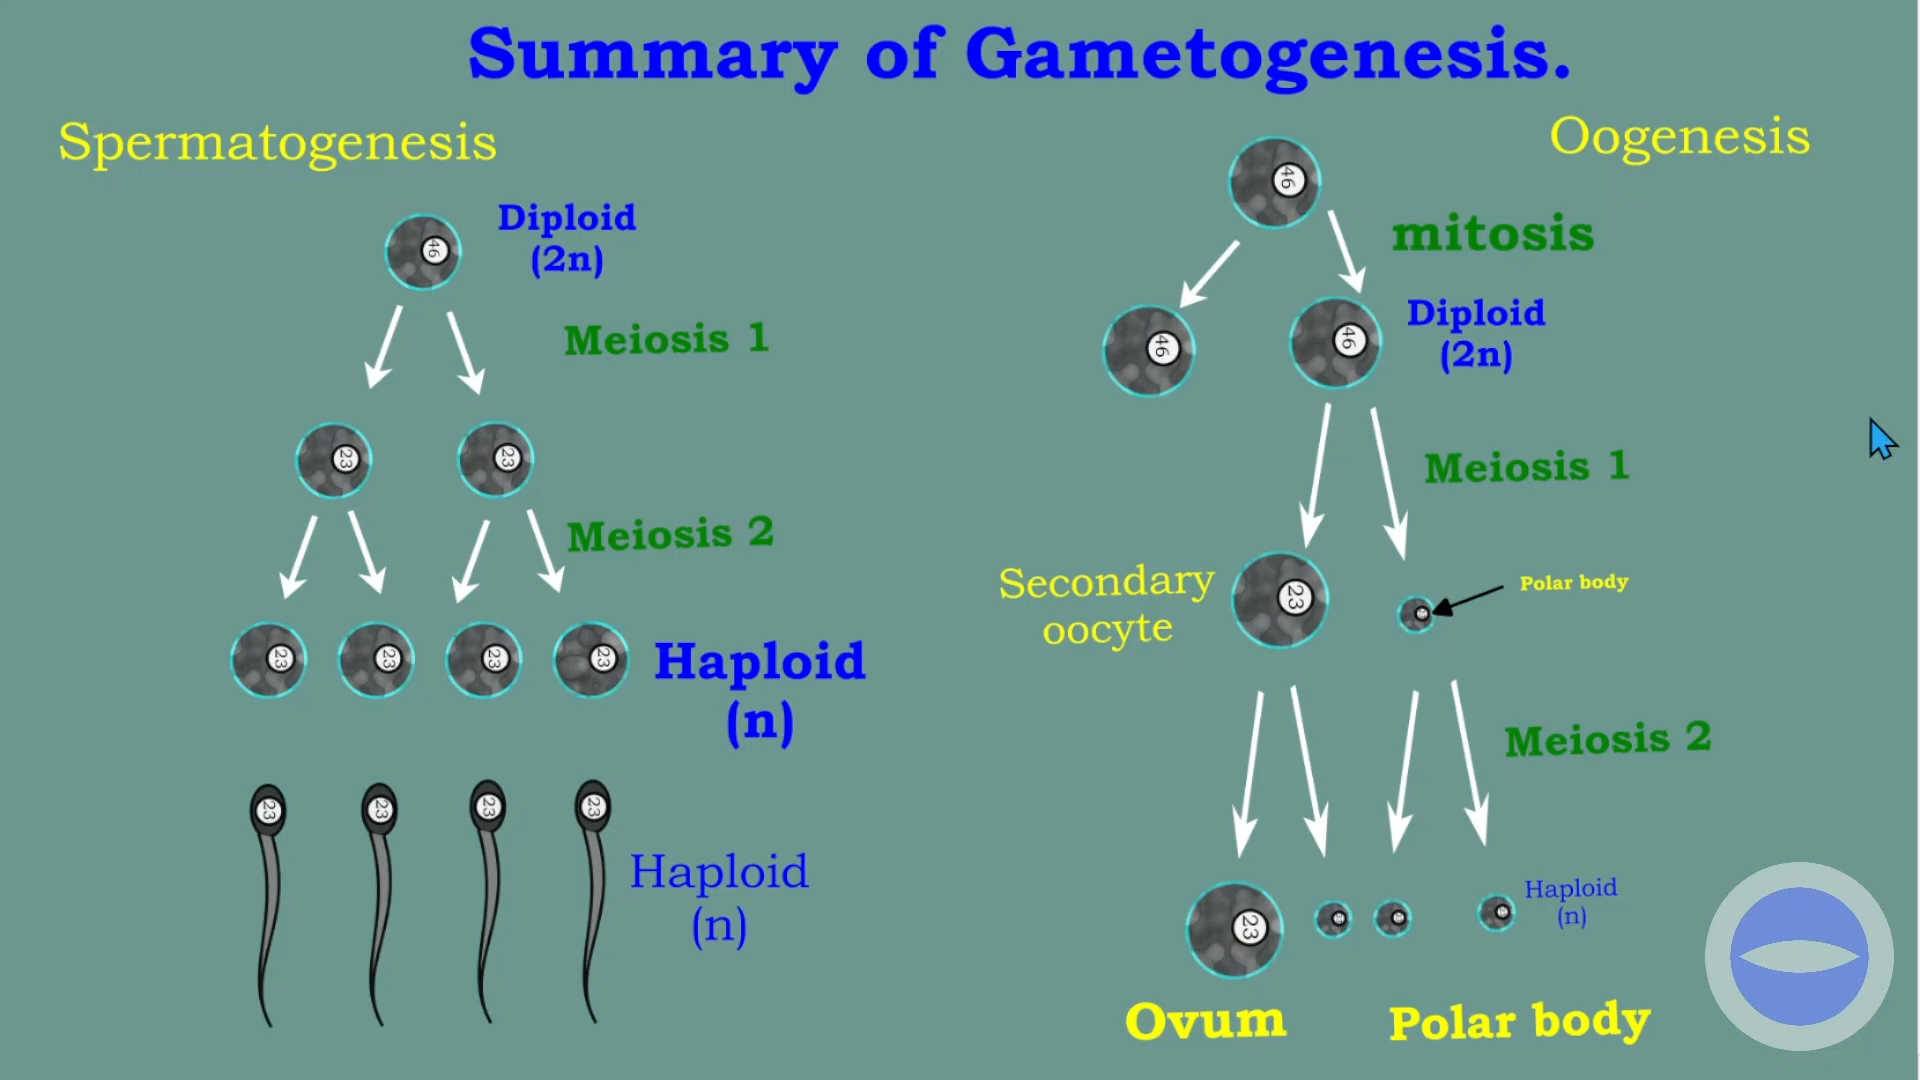 Summary of Gametogenesis.
Spermatogenesis
46
Diploid
(2n)
Meiosis 1
23
23
Meiosis 2
23
23
23
23
Haploid
(n)
23
23
23
23
Haploid
(n)
Oogenesis
46
mitosis
46
46
Diploid
(2n)
Meiosis 1
Secondary
oocyte
23
Polar body
Meiosis 2
23
Haploid
(n)
Ovum
Polar body